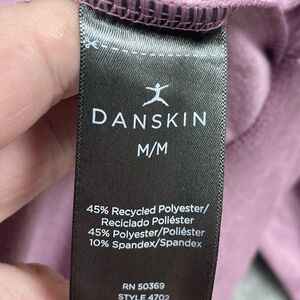 DANSKIN
M/M
45% Recycled Polyester/
Reciclado Poliéster
45% Polyester/Poliéster
10% Spandex/Spandex
RN 50369
STYLE 4702